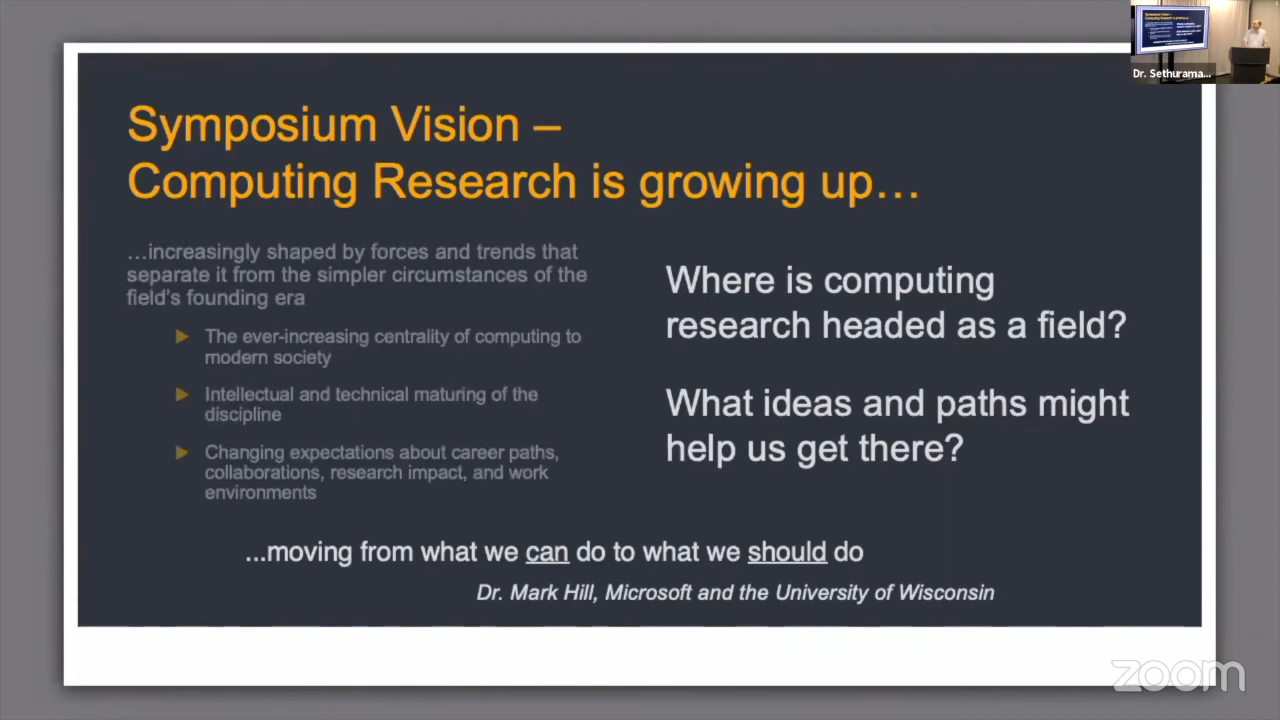 Symposium Vision –
Computing Research is growing up…
…increasingly shaped by forces and trends that
separate it from the simpler circumstances of the
field's founding era
The ever-increasing centrality of computing to
modern society
Intellectual and technical maturing of the
discipline
Changing expectations about career paths,
collaborations, research impact, and work
environments
Where is computing
research headed as a field?
What ideas and paths might
help us get there?
...moving from what we can do to what we should do
Dr. Mark Hill, Microsoft and the University of Wisconsin
Dr. Sethurama...
zoom